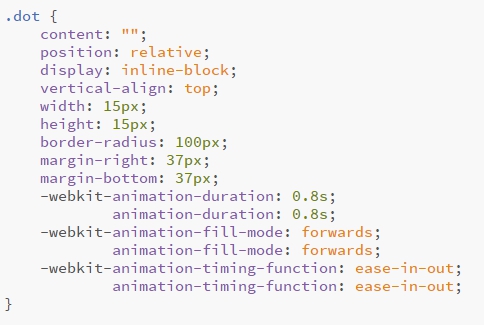 .dot {
    content: "";
    position: relative;
    display: inline-block;
    vertical-align: top;
    width: 15px;
    height: 15px;
    border-radius: 100px;
    margin-right: 37px;
    margin-bottom: 37px;
    -webkit-animation-duration: 0.8s;
            animation-duration: 0.8s;
    -webkit-animation-fill-mode: forwards;
            animation-fill-mode: forwards;
    -webkit-animation-timing-function: ease-in-out;
            animation-timing-function: ease-in-out;
}